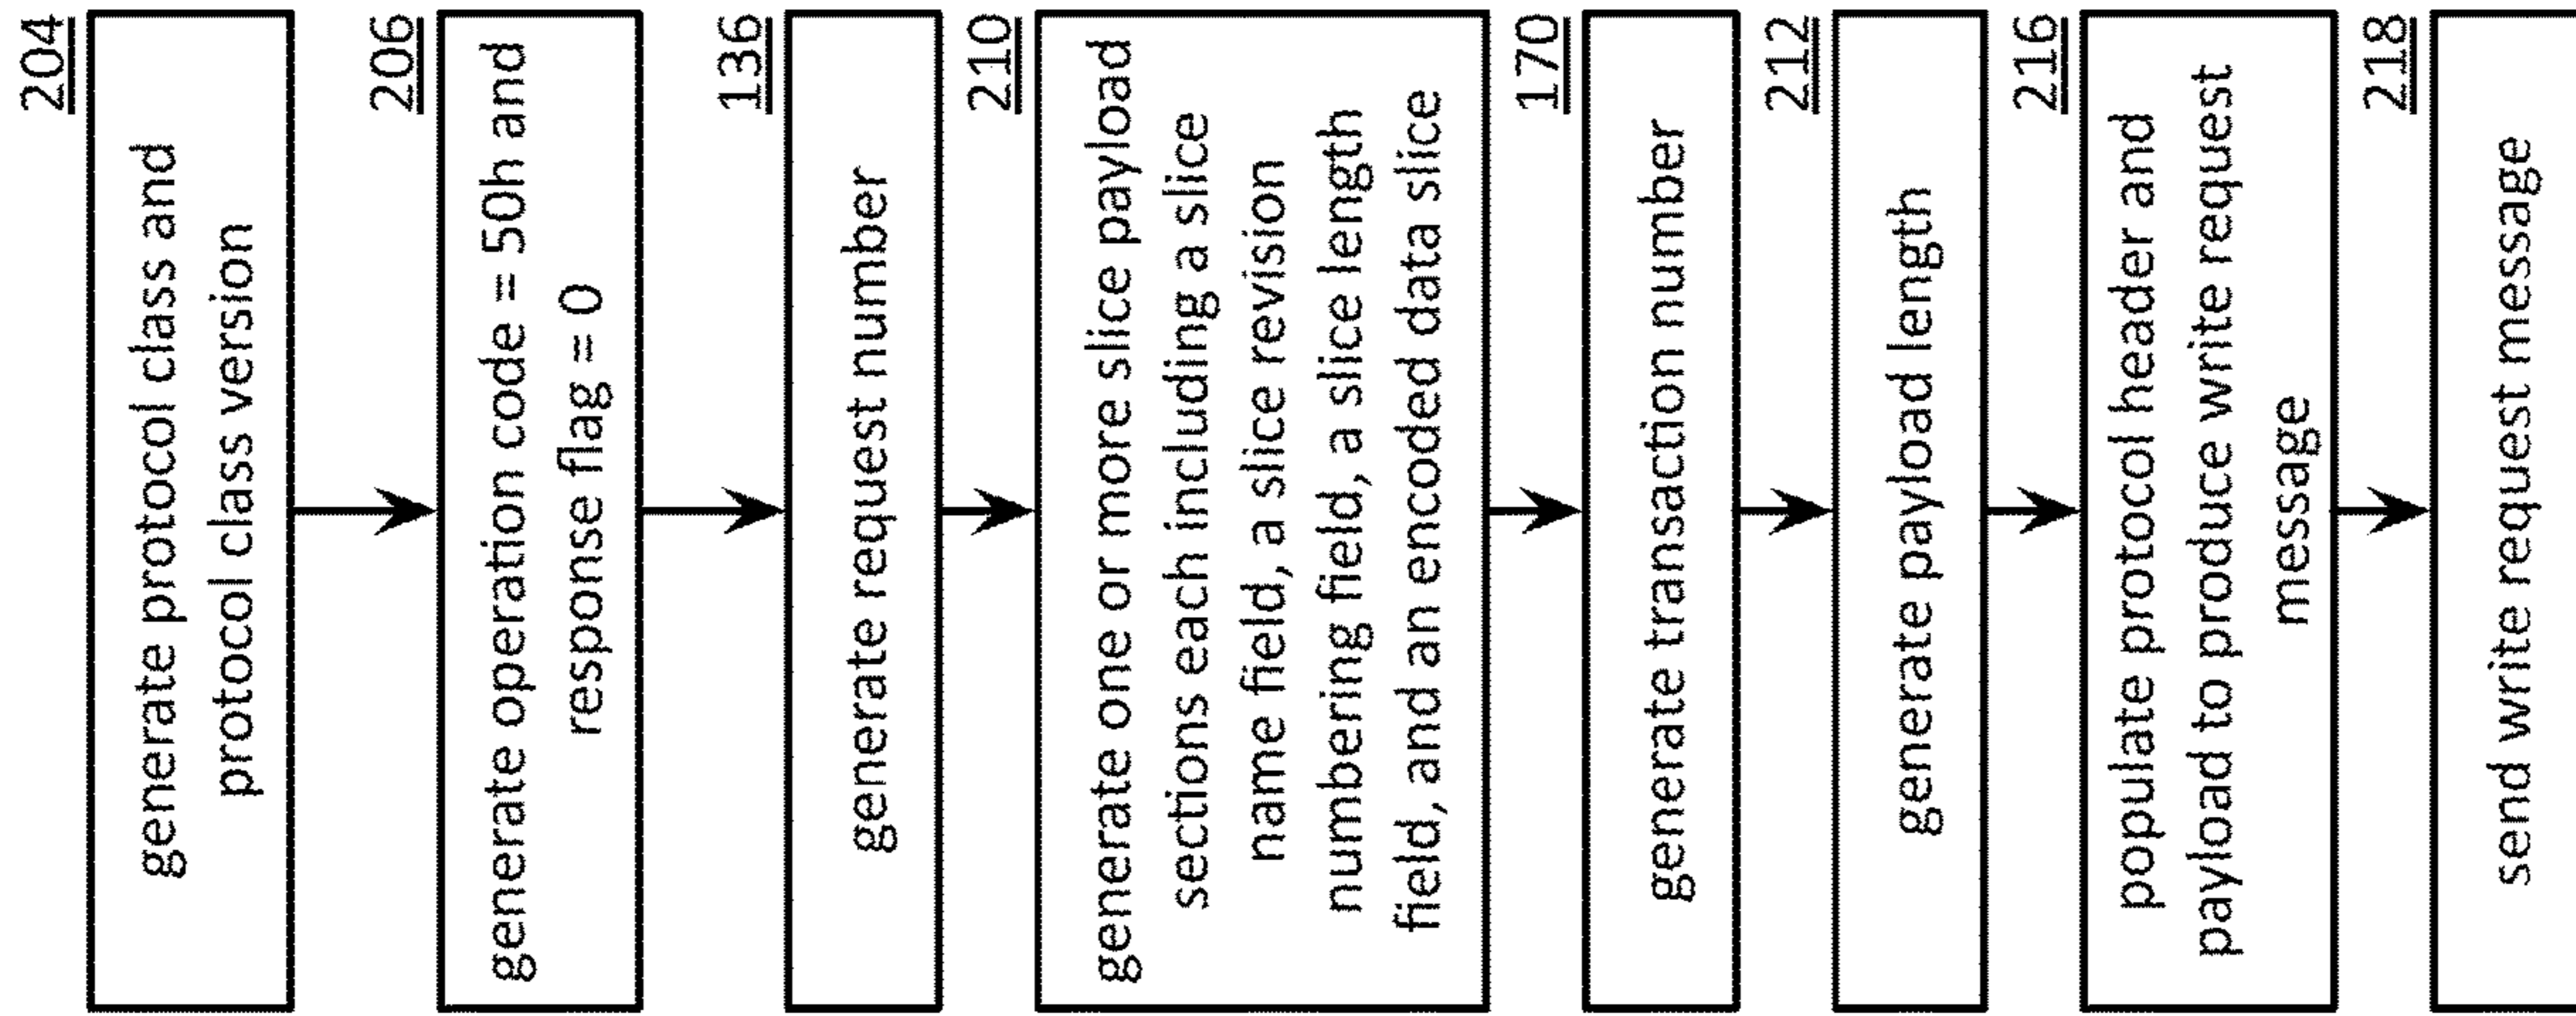 204
generate protocol class and
protocol class version
206
generate operation code = 50h and
response flag = 0
136
generate request number
210
generate one or more slice payload
sections each including a slice
name field, a slice revision
numbering field, a slice length
field, and an encoded data slice
170
generate transaction number
212
generate payload length
216
populate protocol header and
payload to produce write request
message
218
send write request message